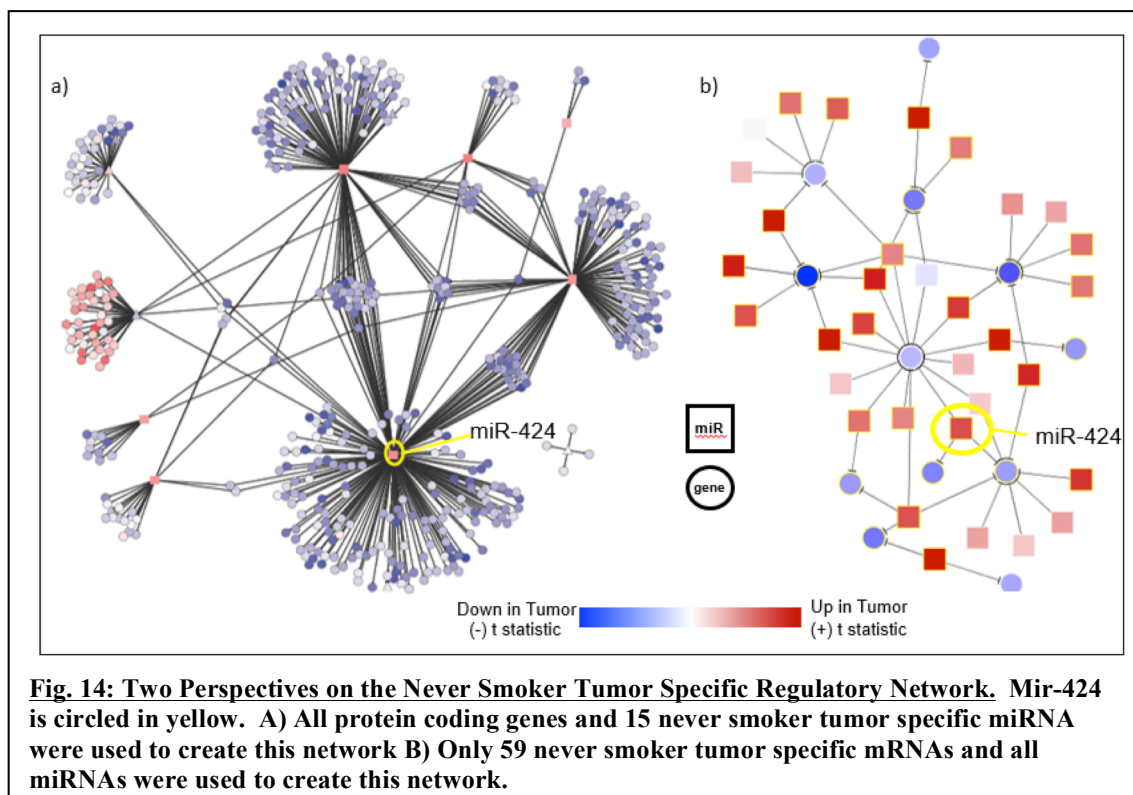 a)
b)
miR-424
miR
gene
miR-424
Down in Tumor
(-) t statistic
Up in Tumor
(+) t statistic
Fig. 14: Two Perspectives on the Never Smoker Tumor Specific Regulatory Network. Mir-424
is circled in yellow. A) All protein coding genes and 15 never smoker tumor specific miRNA
were used to create this network B) Only 59 never smoker tumor specific mRNAs and all
miRNAs were used to create this network.